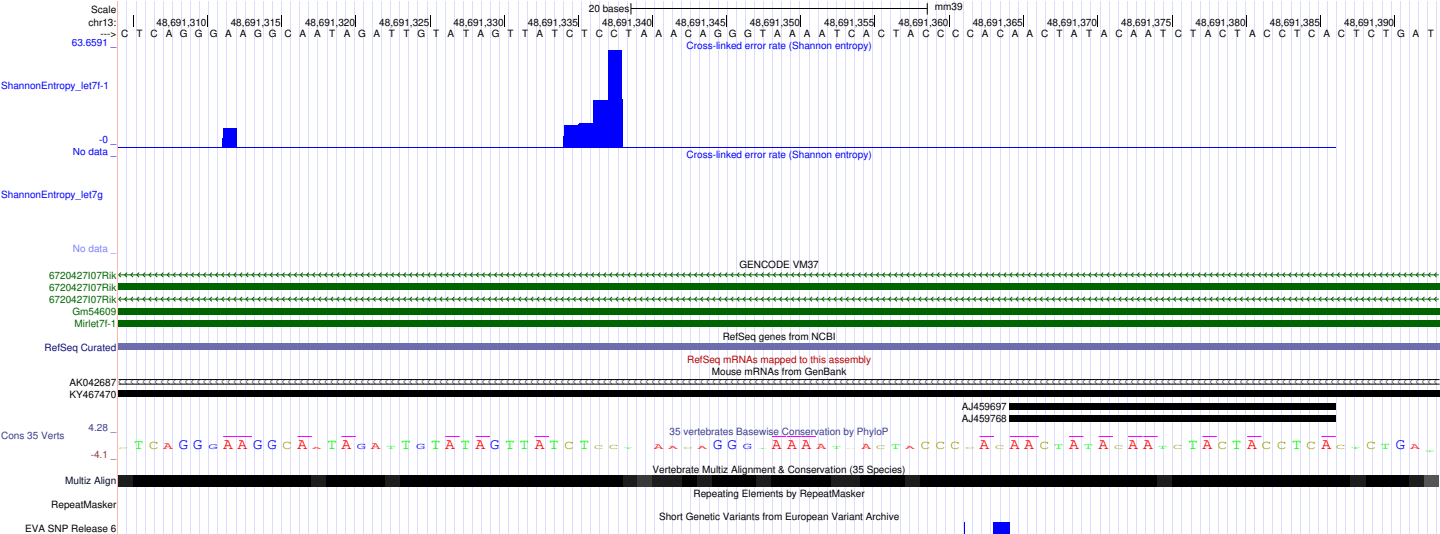 Scale 20 bases mm39
chr13: 48,691,310 48,691,315 48,691,320 48,691,325 48,691,330 48,691,335 48,691,340 48,691,345 48,691,350 48,691,355 48,691,360 48,691,365 48,691,370 48,691,375 48,691,380 48,691,385 48,691,390
---> C T C A G G G A A G G C A A T A G A T T G T A T A G T T A T C T C C T A A A C A G G G T A A A A T C A C T A C C C C A C A A C T A T A C A A T C T A C T A C C T C A C T C T G A T
63.6591 _ Cross-linked error rate (Shannon entropy)
ShannonEntropy_let7f-1
-0 _
No data _ Cross-linked error rate (Shannon entropy)
ShannonEntropy_let7g
No data _
GENCODE VM37
6720427I07Rik
6720427I07Rik
6720427I07Rik
Gm54609
Mirlet7f-1
RefSeq genes from NCBI
RefSeq Curated
RefSeq mRNAs mapped to this assembly
Mouse mRNAs from GenBank
AK042687
KY467470
AJ459697
AJ459768
4.28 _ 35 vertebrates Basewise Conservation by PhyloP
Cons 35 Verts T C A G G G A A G G C A A T A G A T T G T A T A G T T A T C T C
-4.1 _
Vertebrate Multiz Alignment & Conservation (35 Species)
Multiz Align
Repeating Elements by RepeatMasker
RepeatMasker
Short Genetic Variants from European Variant Archive
EVA SNP Release 6